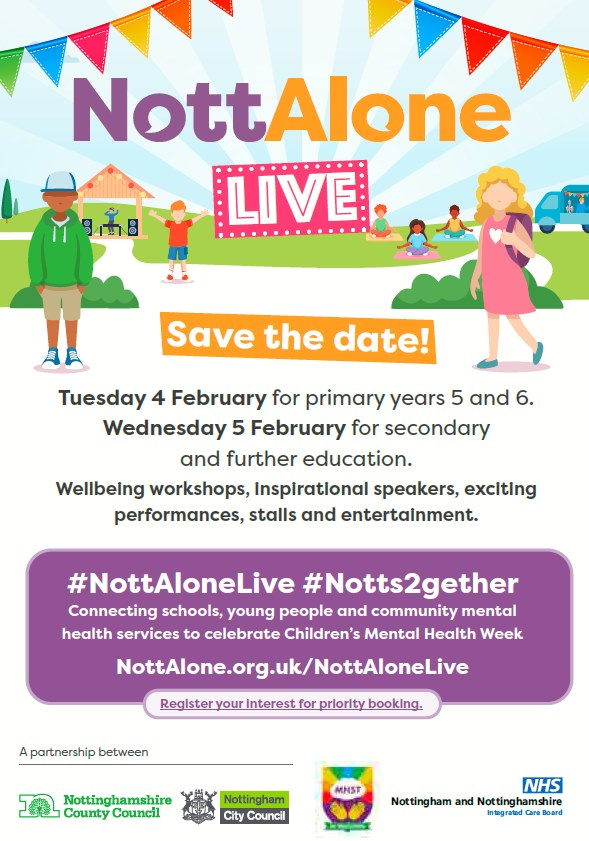 NottAlone
LIVE
Save the date!
Tuesday 4 February for primary years 5 and 6.
Wednesday 5 February for secondary
and further education.
Wellbeing workshops, inspirational speakers, exciting
performances, stalls and entertainment.
#NottAloneLive #Notts2gether
Connecting schools, young people and community mental
health services to celebrate Children's Mental Health Week
NottAlone.org.uk/NottAloneLive
Register your interest for priority booking.
A partnership between
Nottinghamshire
County Council
Nottingham
City Council
MHST
NHS
Nottingham and Nottinghamshire
Integrated Care Board